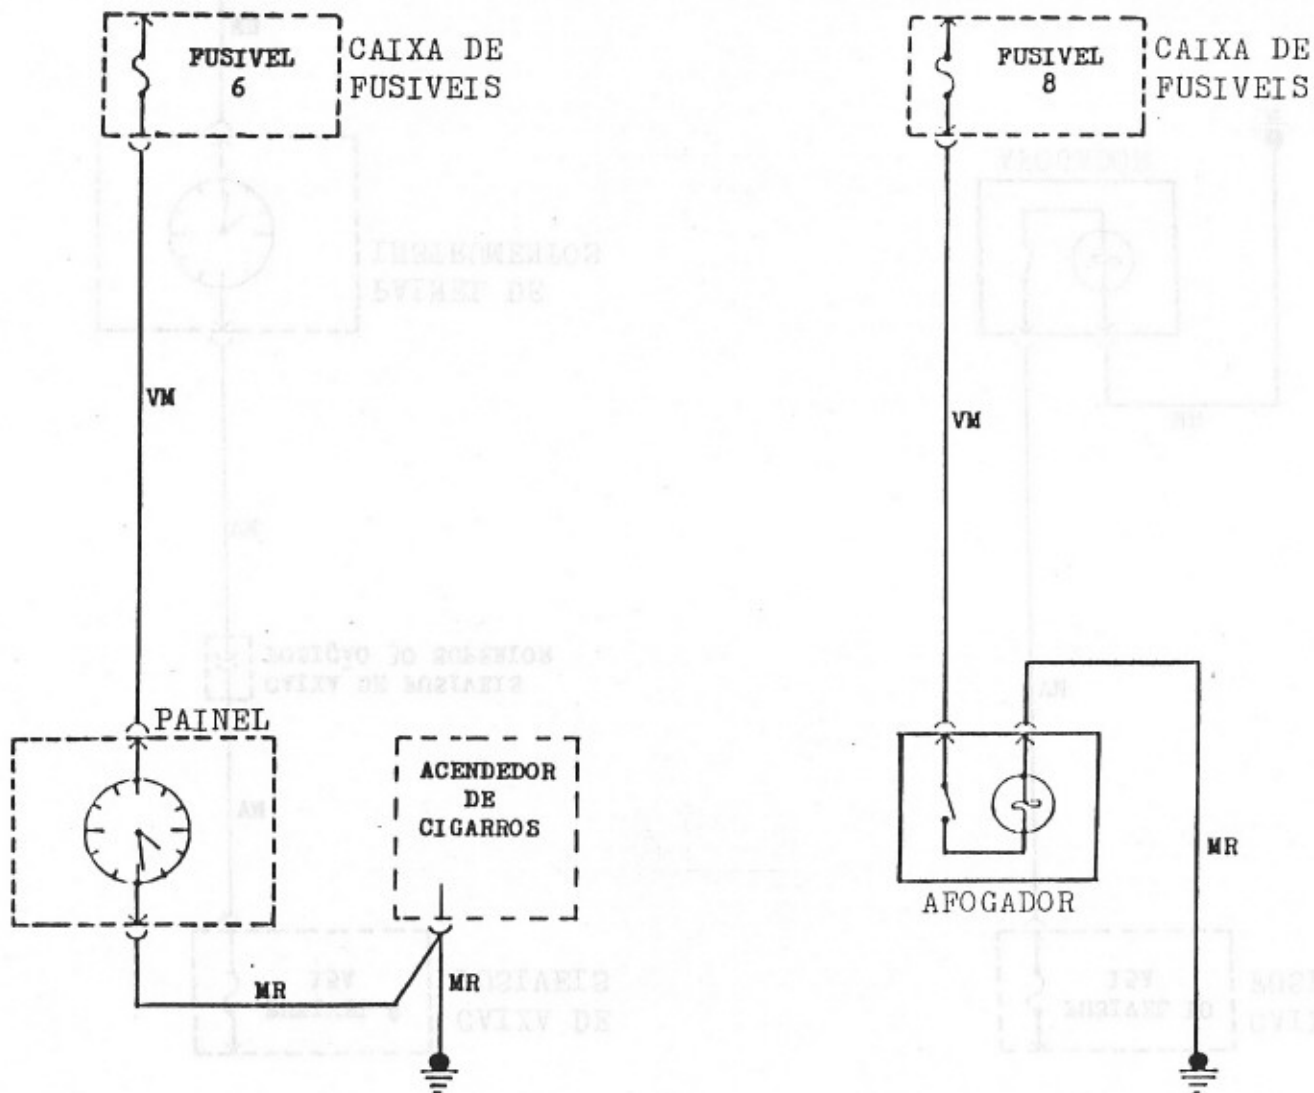 FUSIVEL
6
CAIXA DE
FUSIVEIS
VM
PAINEL
ACENDEDOR
DE
CIGARROS
MR
MR
FUSIVEL
8
CAIXA DE
FUSIVEIS
VM
AFOGADOR
MR